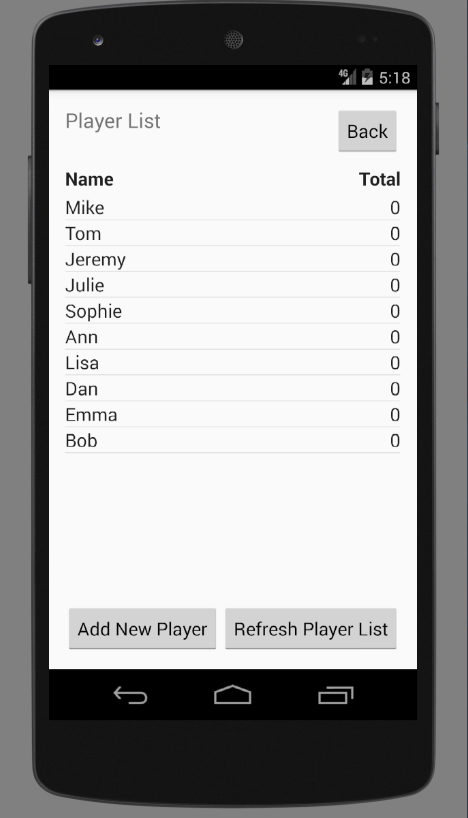 4G 5:18
Player List
Back
Name Total
Mike 0
Tom 0
Jeremy 0
Julie 0
Sophie 0
Ann 0
Lisa 0
Dan 0
Emma 0
Bob 0
Add New Player Refresh Player List